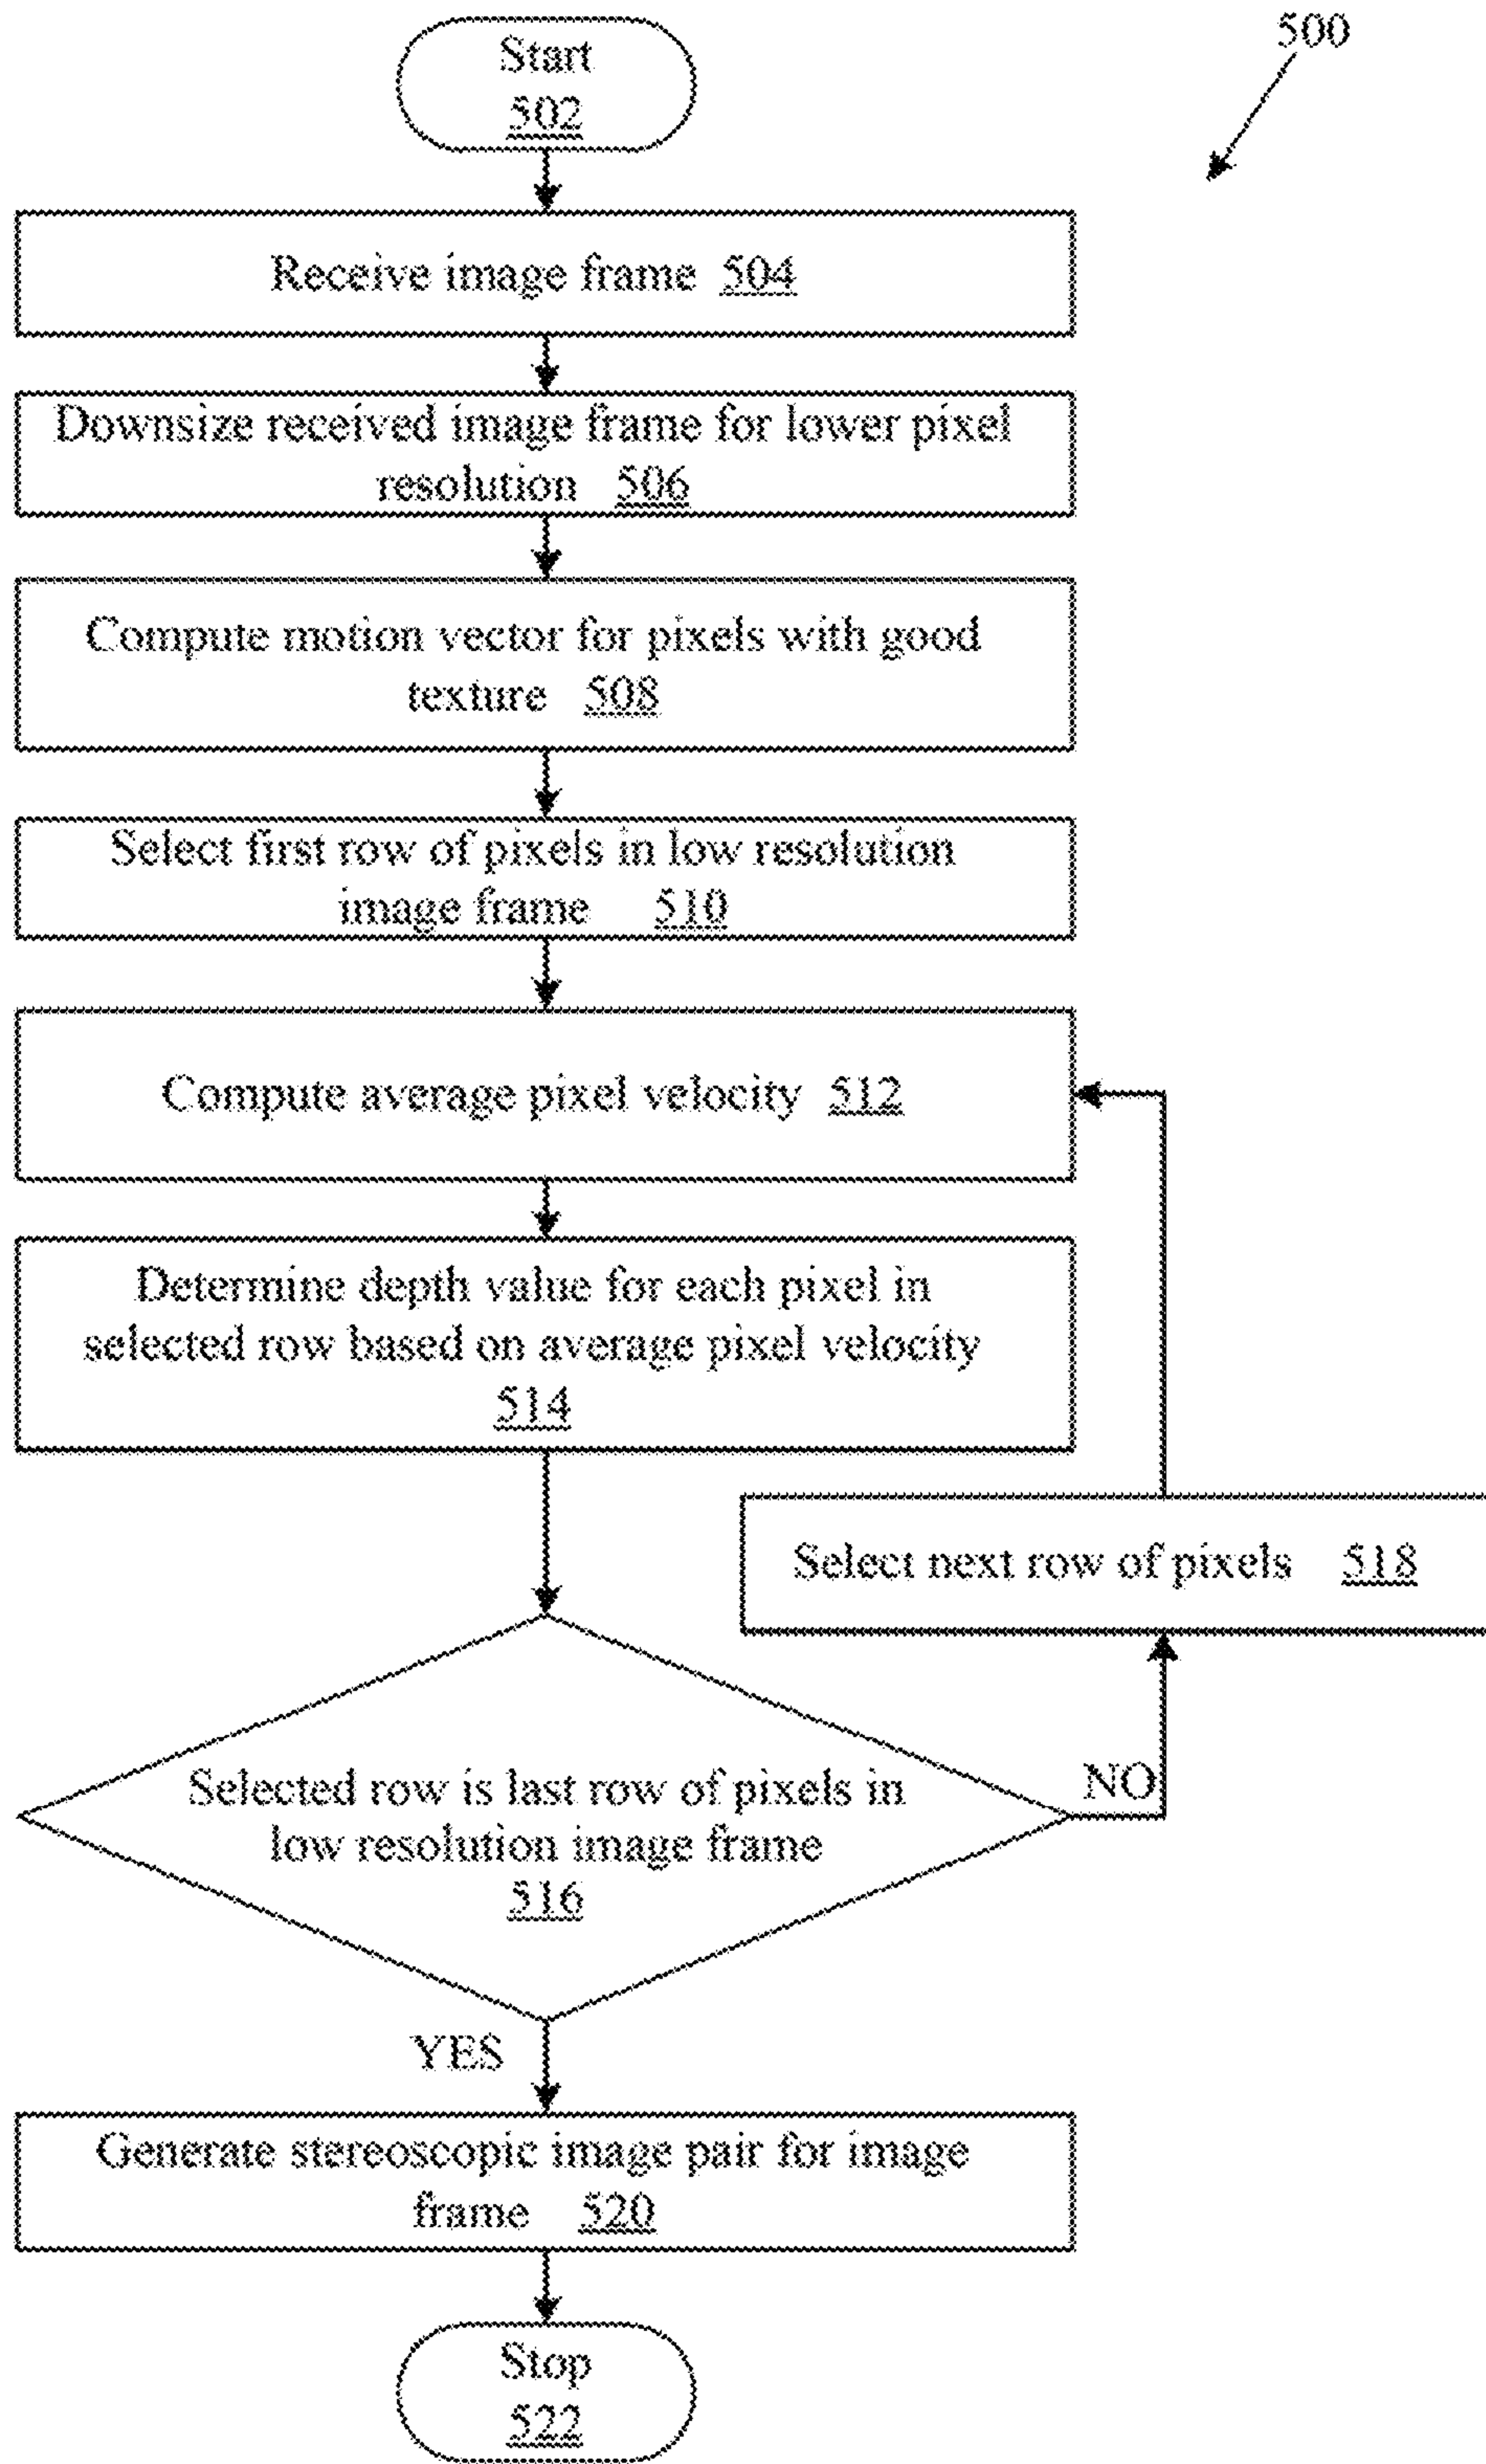 500
Start
502
Receive image frame 504
Downsize received image frame for lower pixel
resolution 506
Compute motion vector for pixels with good
texture 508
Select first row of pixels in low resolution
image frame 510
Compute average pixel velocity 512
Determine depth value for each pixel in
selected row based on average pixel velocity
514
Select next row of pixels 518
Selected row is last row of pixels in
low resolution image frame
516
NO
YES
Generate stereoscopic image pair for image
frame 520
Stop
522